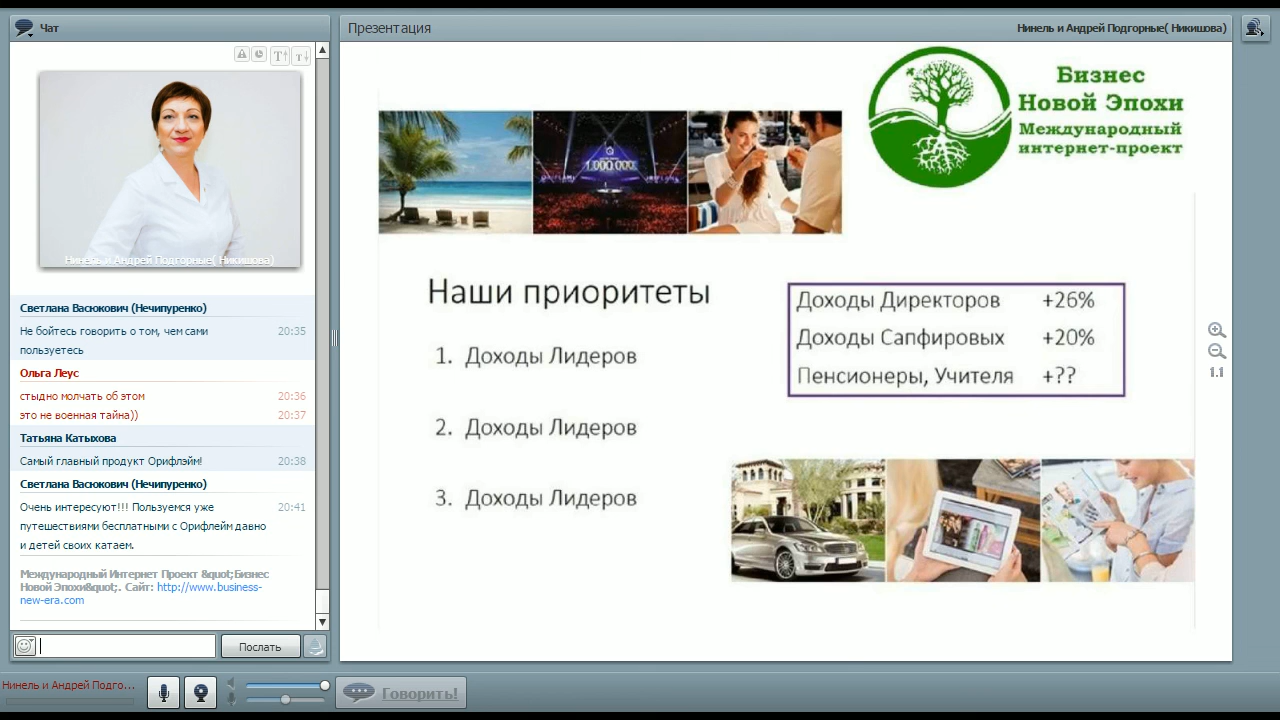 Чат
Нинель и Андрей Подгорные( Никишова)
Светлана Васюкович (Нечипуренко)
Не бойтесь говорить о том, чем сами 20:35
пользуетесь
Ольга Леус
стыдно молчать об этом 20:36
это не военная тайна)) 20:37
Татьяна Катыхова
Самый главный продукт Орифлэйм! 20:38
Светлана Васюкович (Нечипуренко)
Очень интересуют!!! Пользуемся уже 20:41
путешествиями бесплатными с Орифлейм давно
и детей своих катаем.
Международный Интернет Проект &quot;Бизнес
Новой Эпохи&quot;. Сайт: http://www.business-
new-era.com
Послать
Нинель и Андрей Подго...
Говорить!
Презентация
Нинель и Андрей Подгорные( Никишова)
Бизнес
Новой Эпохи
Международный
интернет-проект
1.000.000
Наши приоритеты
1. Доходы Лидеров
2. Доходы Лидеров
3. Доходы Лидеров
Доходы Директоров +26%
Доходы Сапфировых +20%
Пенсионеры, Учителя +??
1:1